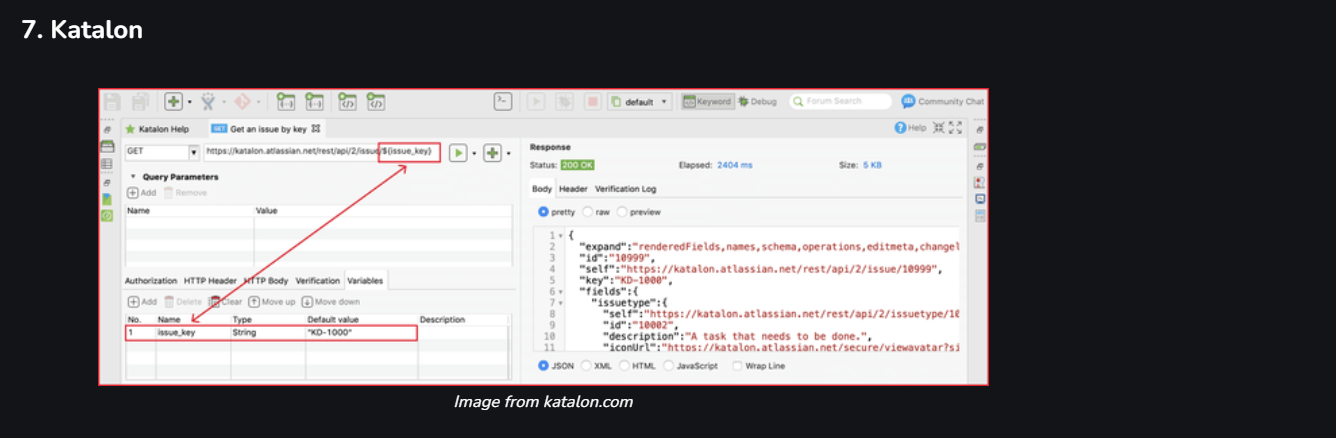 7. Katalon
default
Keyword
Debug
Forum Search
Community Chat
Katalon Help
GET Get an issue by key
Help
GET
https://katalon.atlassian.net/rest/api/2/issue/${issue_key}
Query Parameters
Add Remove
Name Value
Authorization HTTP Header HTTP Body Verification Variables
Add Delete Clear Move up Move down
No. Name Type Default value Description
1 issue_key String "KD-1000"
Response
Status: 200 OK Elapsed: 2404 ms Size: 5 KB
Body Header Verification Log
pretty raw preview
1 {
2 "expand":"renderedFields,names,schema,operations,editmeta,changel
3 "id":"10999",
4 "self":"https://katalon.atlassian.net/rest/api/2/issue/10999",
5 "key":"KD-1000",
6 "fields":{
7 "issuetype":{
8 "self":"https://katalon.atlassian.net/rest/api/2/issuetype/10
9 "id":"10002",
10 "description":"A task that needs to be done.",
11 "iconUrl":"https://katalon.atlassian.net/secure/viewavatar?si
JSON XML HTML JavaScript Wrap Line
Image from katalon.com